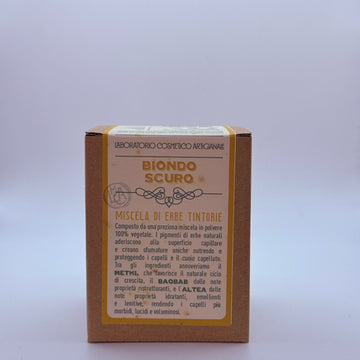 LABORATORIO COSMETICO ARTIGIANALE
BIONDO
SCURO
MISCELA DI ERBE TINTORIE
Composto da una preziosa miscela in polvere
100% vegetale. I pigmenti di erbe naturali
aderiscono alla superficie capillare
e creano sfumature uniche nutrendo e
proteggendo i capelli e il cuoio capelluto.
Tra gli ingredienti annoveriamo il
METHI, che favorisce il naturale ciclo
di crescita, il BAOBAB dalle note
proprietà ristrutturanti, e l'ALTEA dalle
note proprietà idratanti, emollienti
e lenitive, rendendo i capelli più
morbidi, lucidi e voluminosi.